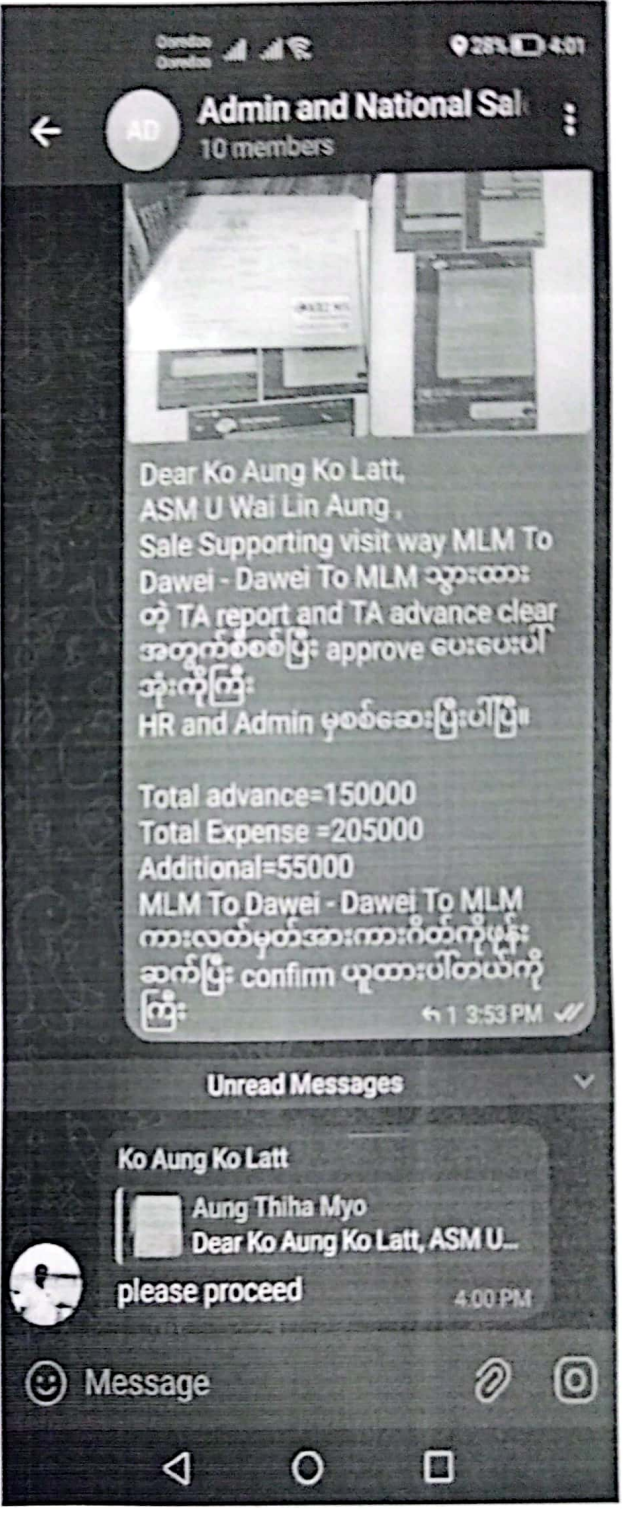 Ooredoo
Ooredoo
28% 4:01
AD
Admin and National Sal
10 members
Dear Ko Aung Ko Latt,
ASM U Wai Lin Aung ,
Sale Supporting visit way MLM To
Dawei - Dawei To MLM သွားထား
တဲ့ TA report and TA advance clear
အတွက်စိစစ်ပြီး approve ပေးပေးပါ
အုံးကိုကြီး
HR and Admin မှစစ်ဆေးပြီးပါပြီ။
Total advance=150000
Total Expense =205000
Additional=55000
MLM To Dawei - Dawei To MLM
ကားလတ်မှတ်အားကားဂိတ်ကိုဖုန်း
ဆက်ပြီး confirm ယူထားပါတယ်ကို
ကြီး
1 3:53 PM
Unread Messages
Ko Aung Ko Latt
Aung Thiha Myo
Dear Ko Aung Ko Latt, ASM U...
please proceed
4:00 PM
Message